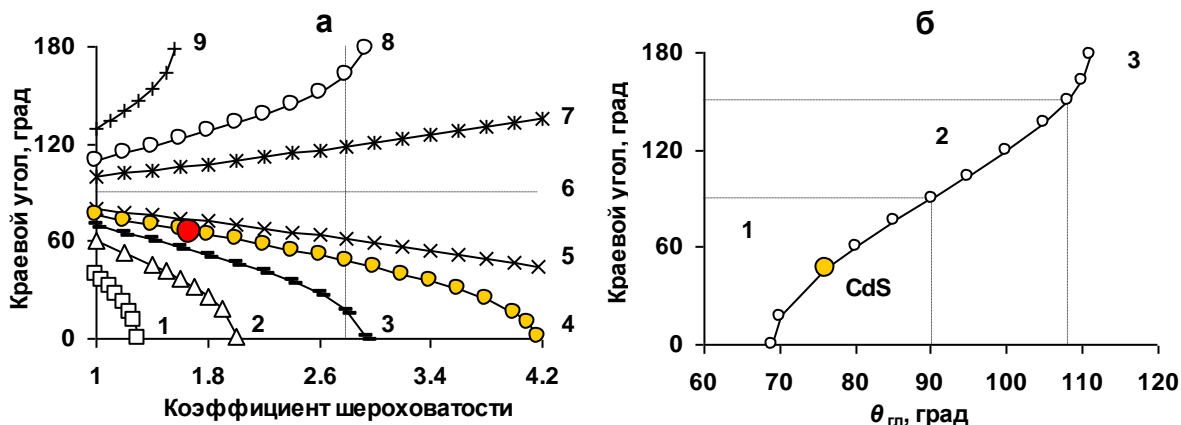 а
180
120
60
0
Краевой угол, град
9
8
7
6
5
4
3
2
1
1 1.8 2.6 3.4 4.2
Коэффициент шероховатости
б
180
120
60
0
Краевой угол, град
3
2
1
CdS
60 70 80 90 100 110 120
θ гл, град